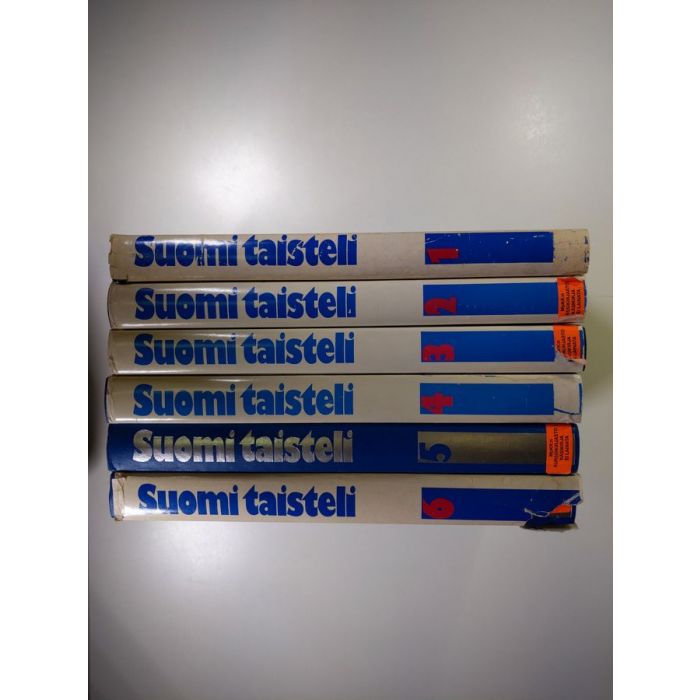 Suomi taisteli 1
Suomi taisteli 2
Suomi taisteli 3
Suomi taisteli 4
Suomi taisteli 5
Suomi taisteli 6